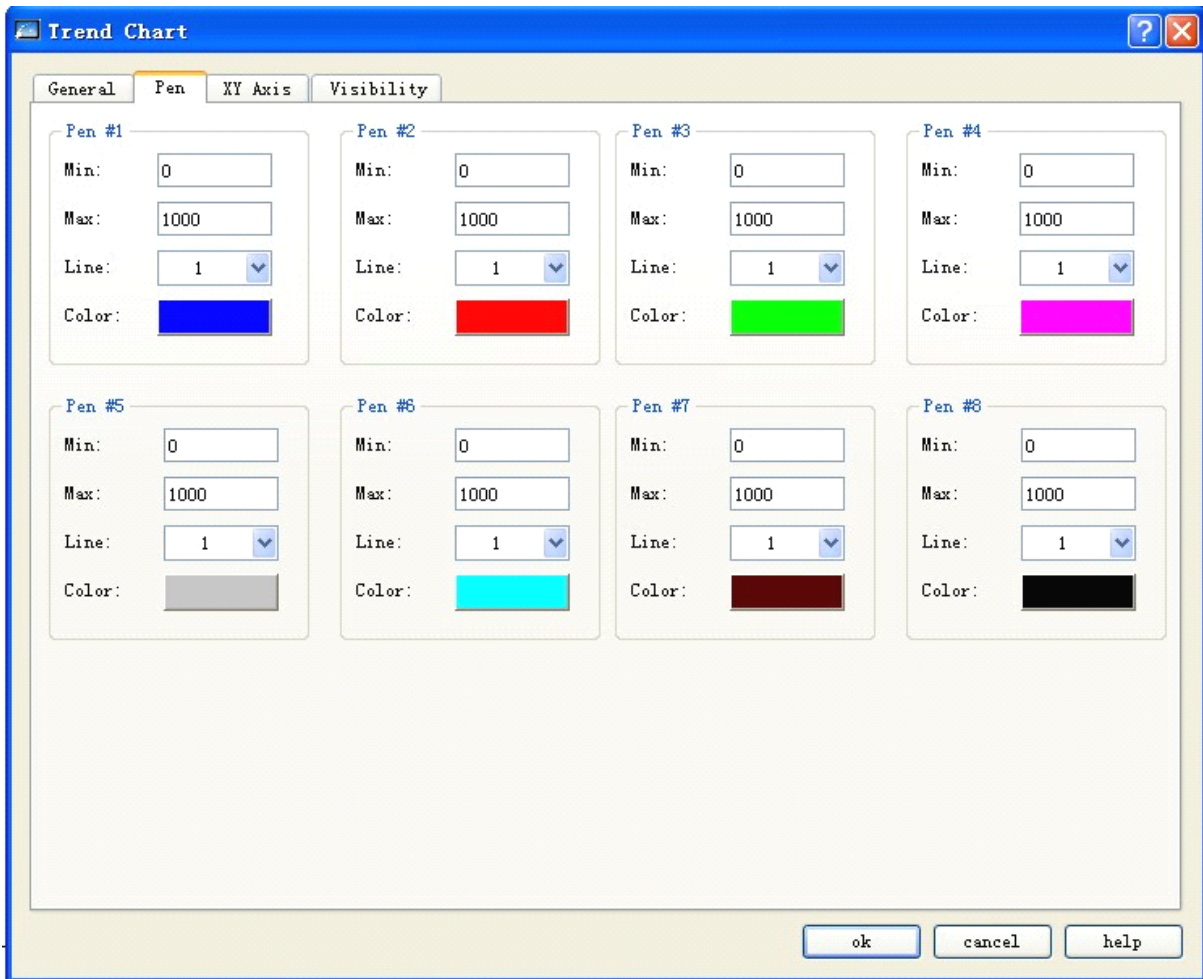 Trend Chart
General Pen XY Axis Visibility
Pen #1 Pen #2 Pen #3 Pen #4
Min: 0 Min: 0 Min: 0 Min: 0
Max: 1000 Max: 1000 Max: 1000 Max: 1000
Line: 1 Line: 1 Line: 1 Line: 1
Color: Color: Color: Color:
Pen #5 Pen #6 Pen #7 Pen #8
Min: 0 Min: 0 Min: 0 Min: 0
Max: 1000 Max: 1000 Max: 1000 Max: 1000
Line: 1 Line: 1 Line: 1 Line: 1
Color: Color: Color: Color:
ok cancel help